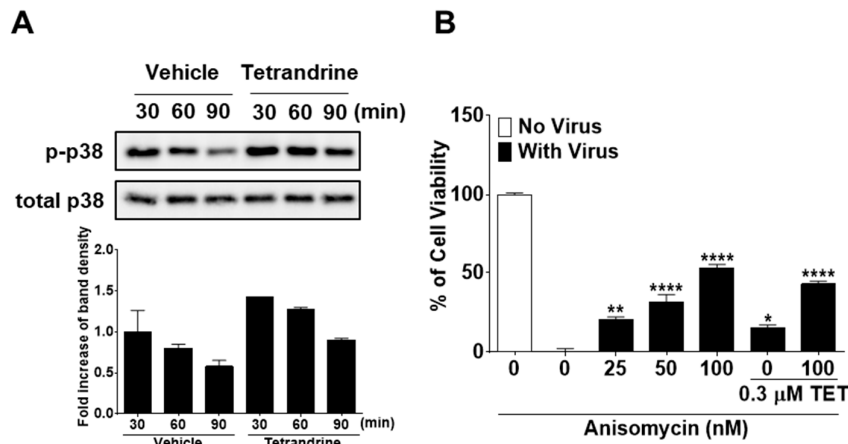 A
Vehicle Tetrandrine
30 60 90 30 60 90 (min)
p-p38
total p38
Fold increase of band density
2.0
1.5
1.0
0.5
0.0
30 60 90 30 60 90 (min)
Vehicle Tetrandrine
B
% of Cell Viability
150
100
50
0
No Virus
With Virus
** **** **** * ****
0 0 25 50 100 0 100
0.3 μM TET
Anisomycin (nM)